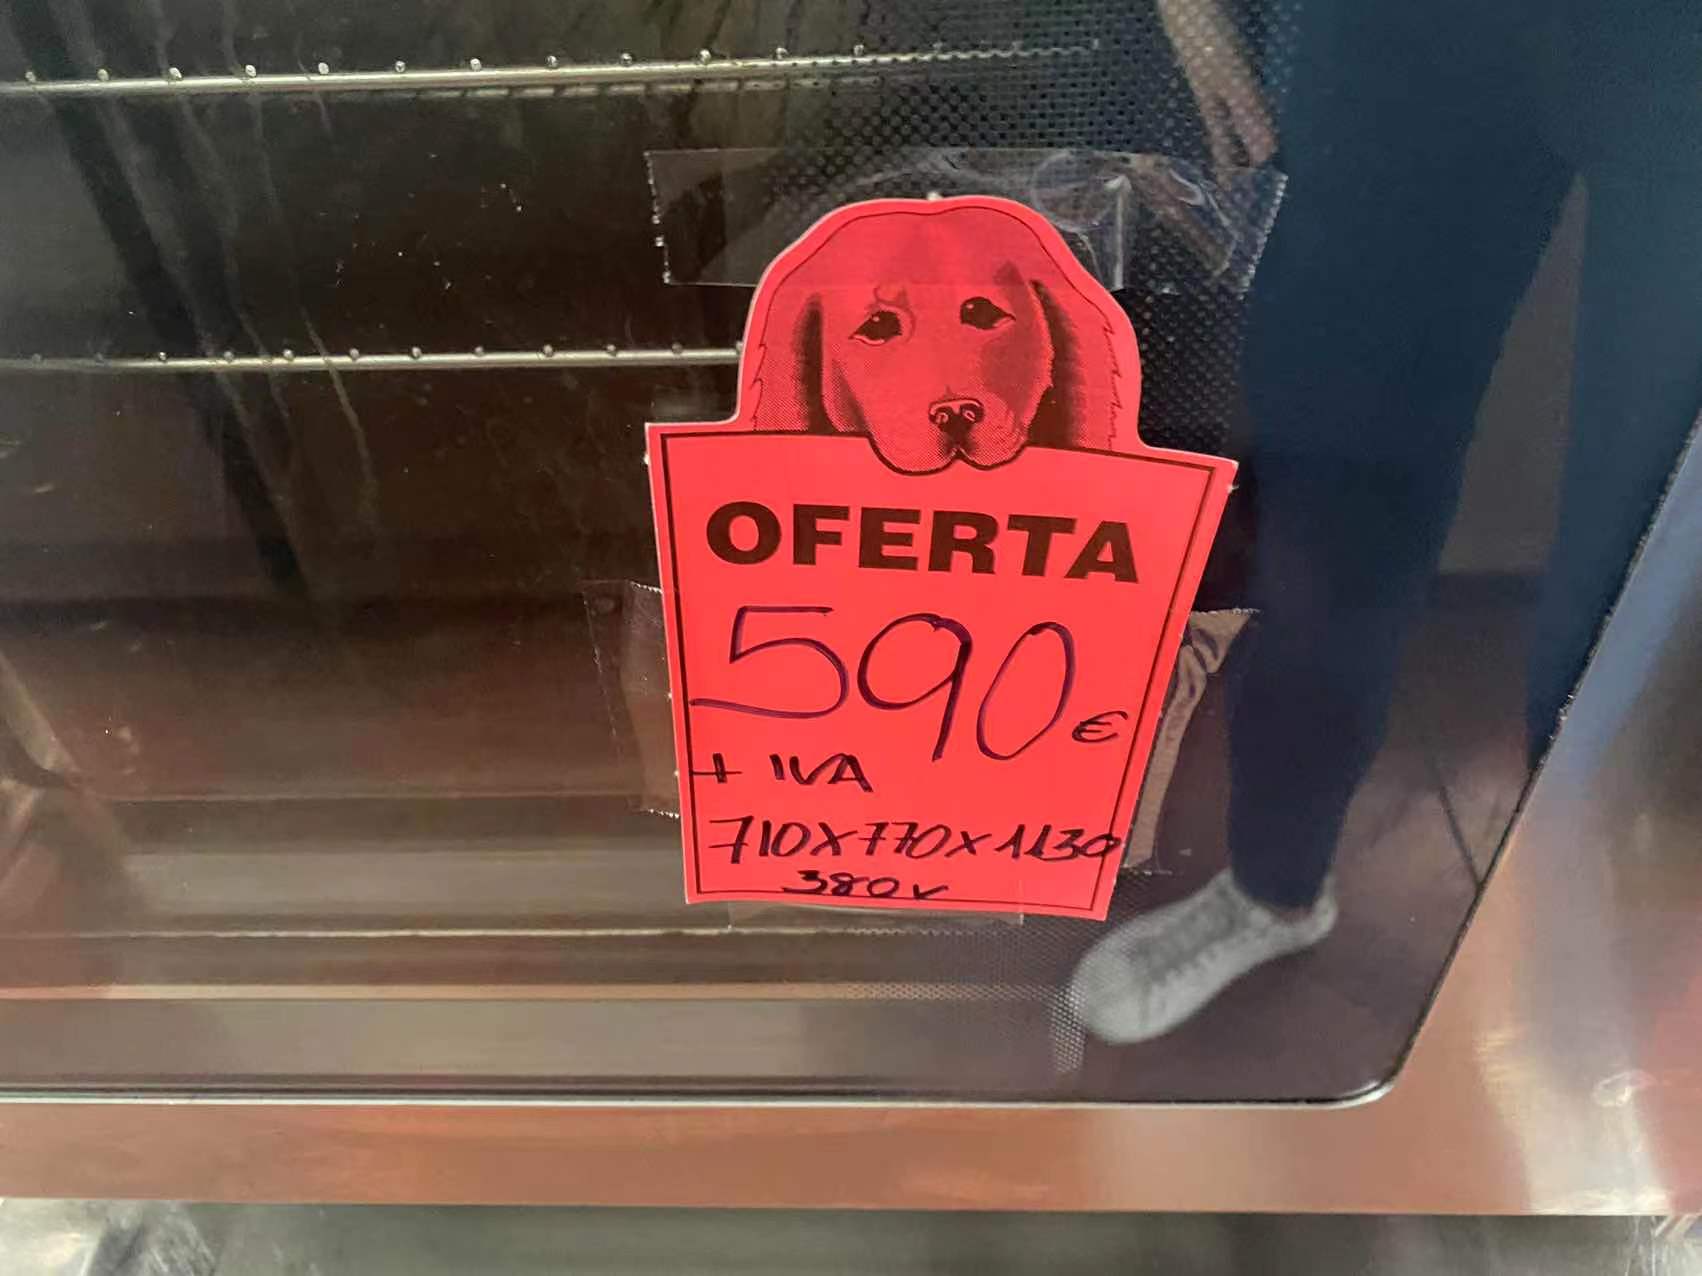 OFERTA
590€
+ IVA
710x770x1130
380v